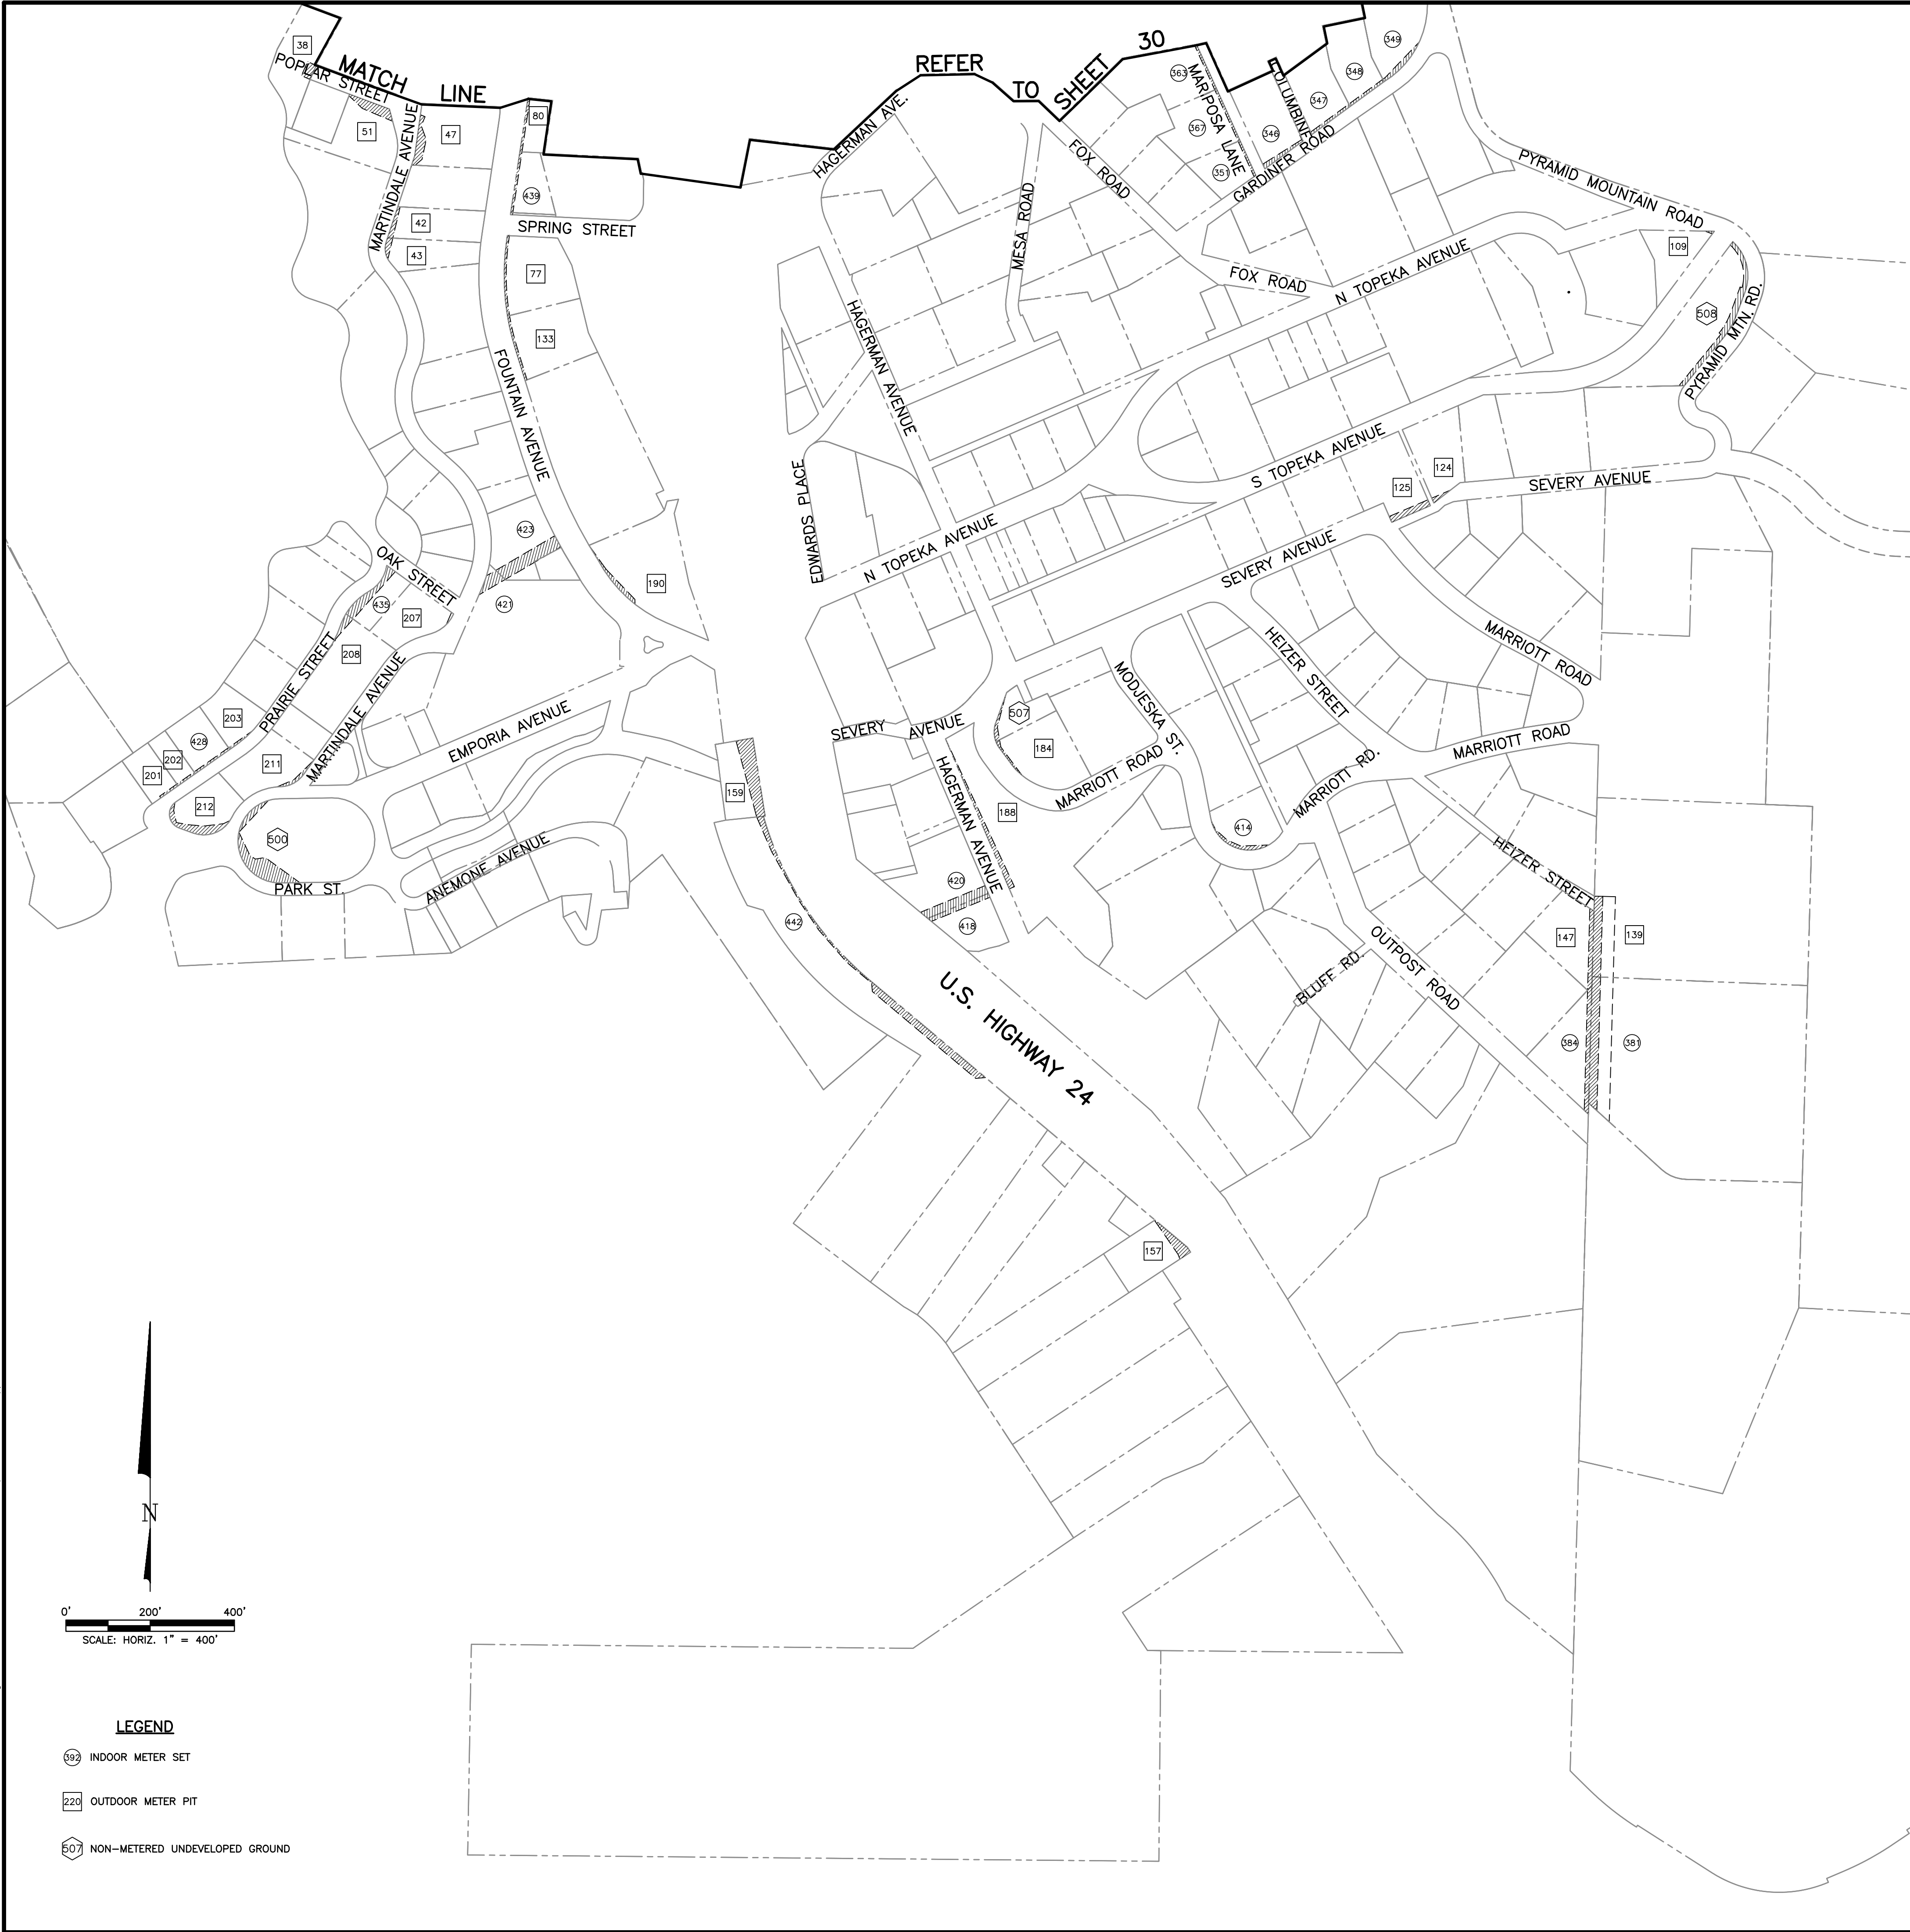 38
POPLAR STREET
MATCH LINE
51
MARTINDALE AVENUE
47
80
439
SPRING STREET
42
43
77
133
FOUNTAIN AVENUE
REFER TO SHEET 30
HAGERMAN AVE.
MESA ROAD
FOX ROAD
363
MARIPOSA LANE
367
351
346
347
348
349
GARDINER ROAD
FOX ROAD
N TOPEKA AVENUE
PYRAMID MOUNTAIN ROAD
109
508
PYRAMID MTN. RD.
HAGERMAN AVENUE
S TOPEKA AVENUE
125
124
SEVERY AVENUE
EDWARDS PLACE
N TOPEKA AVENUE
SEVERY AVENUE
423
421
190
OAK STREET
435
207
208
PRAIRIE STREET
MARTINDALE AVENUE
203
428
202
201
211
212
500
EMPORIA AVENUE
PARK ST.
ANEMONE AVENUE
159
442
SEVERY AVENUE
507
184
MODJESKA ST.
MARRIOTT ROAD
188
HAGERMAN AVENUE
420
418
414
HEIZER STREET
MARRIOTT ROAD
MARRIOTT ROAD
MARRIOTT RD.
HEIZER STREET
147
139
OUTPOST ROAD
BLUFF RD.
384
381
U.S. HIGHWAY 24
157
N
0' 200' 400'
SCALE: HORIZ. 1" = 400'
LEGEND
392 INDOOR METER SET
220 OUTDOOR METER PIT
507 NON-METERED UNDEVELOPED GROUND